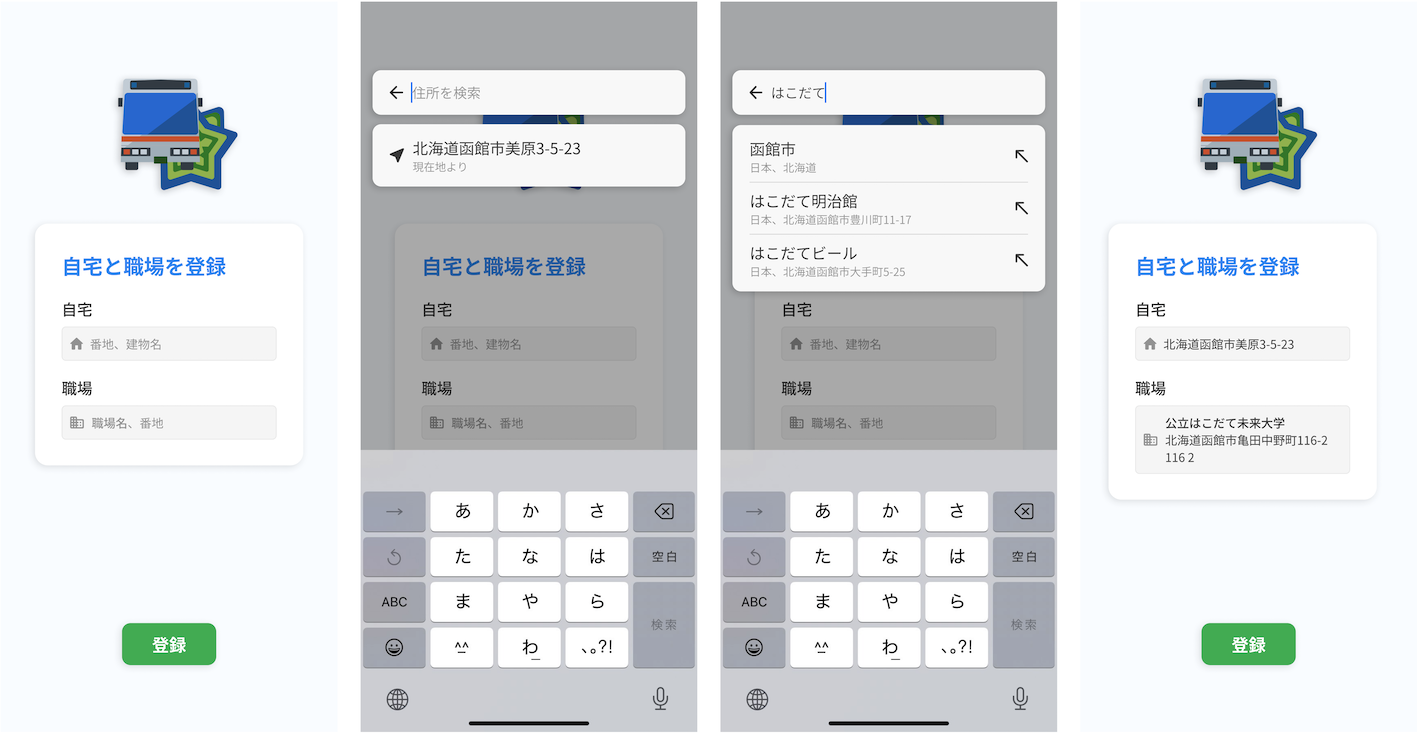 自宅と職場を登録
自宅
番地、建物名
職場
職場名、番地
登録
住所を検索
北海道函館市美原3-5-23
現在地より
自宅と職場を登録
自宅
番地、建物名
職場
職場名、番地
→
あ
か
さ
た
な
は
空白
ABC
ま
や
ら
検索
^^
わ
､｡?!
はこだて
函館市
日本、北海道
はこだて明治館
日本、北海道函館市豊川町11-17
はこだてビール
日本、北海道函館市大手町5-25
自宅
番地、建物名
職場
職場名、番地
→
あ
か
さ
た
な
は
空白
ABC
ま
や
ら
検索
^^
わ
､｡?!
自宅と職場を登録
自宅
北海道函館市美原3-5-23
職場
公立はこだて未来大学
北海道函館市亀田中野町116-2
116 2
登録